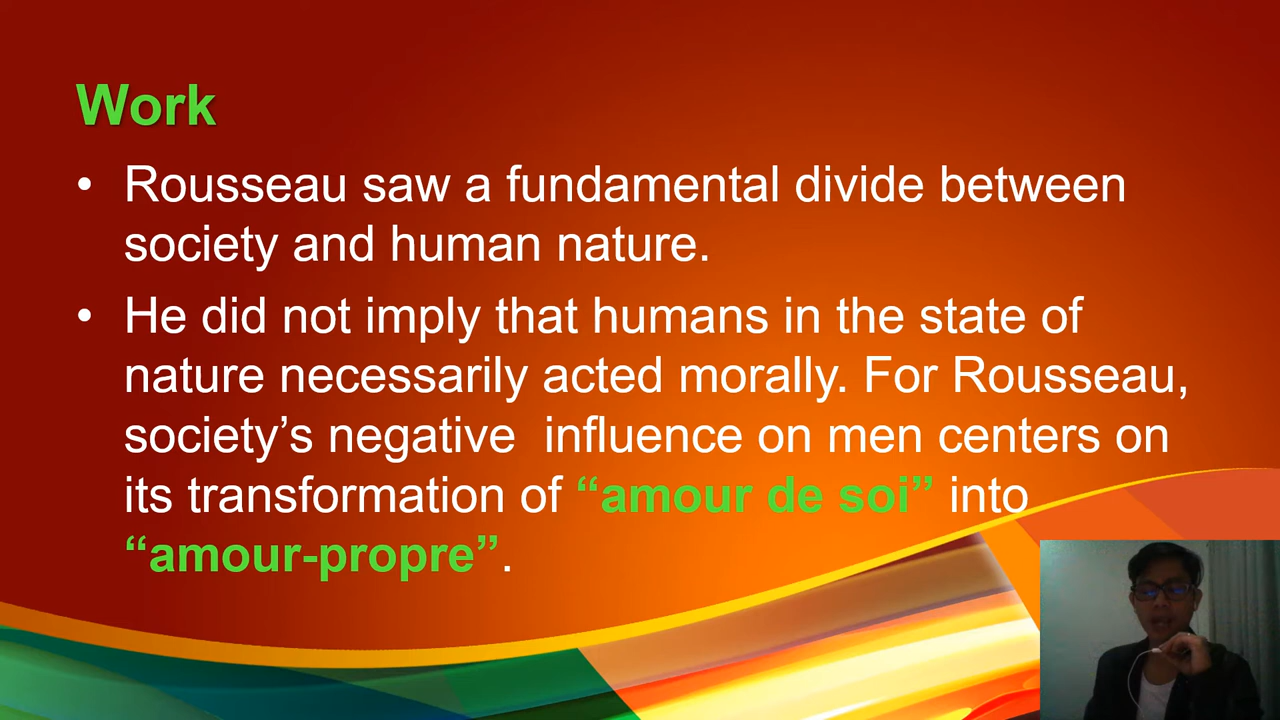 Work
• Rousseau saw a fundamental divide between
society and human nature.
• He did not imply that humans in the state of
nature necessarily acted morally. For Rousseau,
society’s negative  influence on men centers on
its transformation of “amour de soi” into
“amour-propre”.